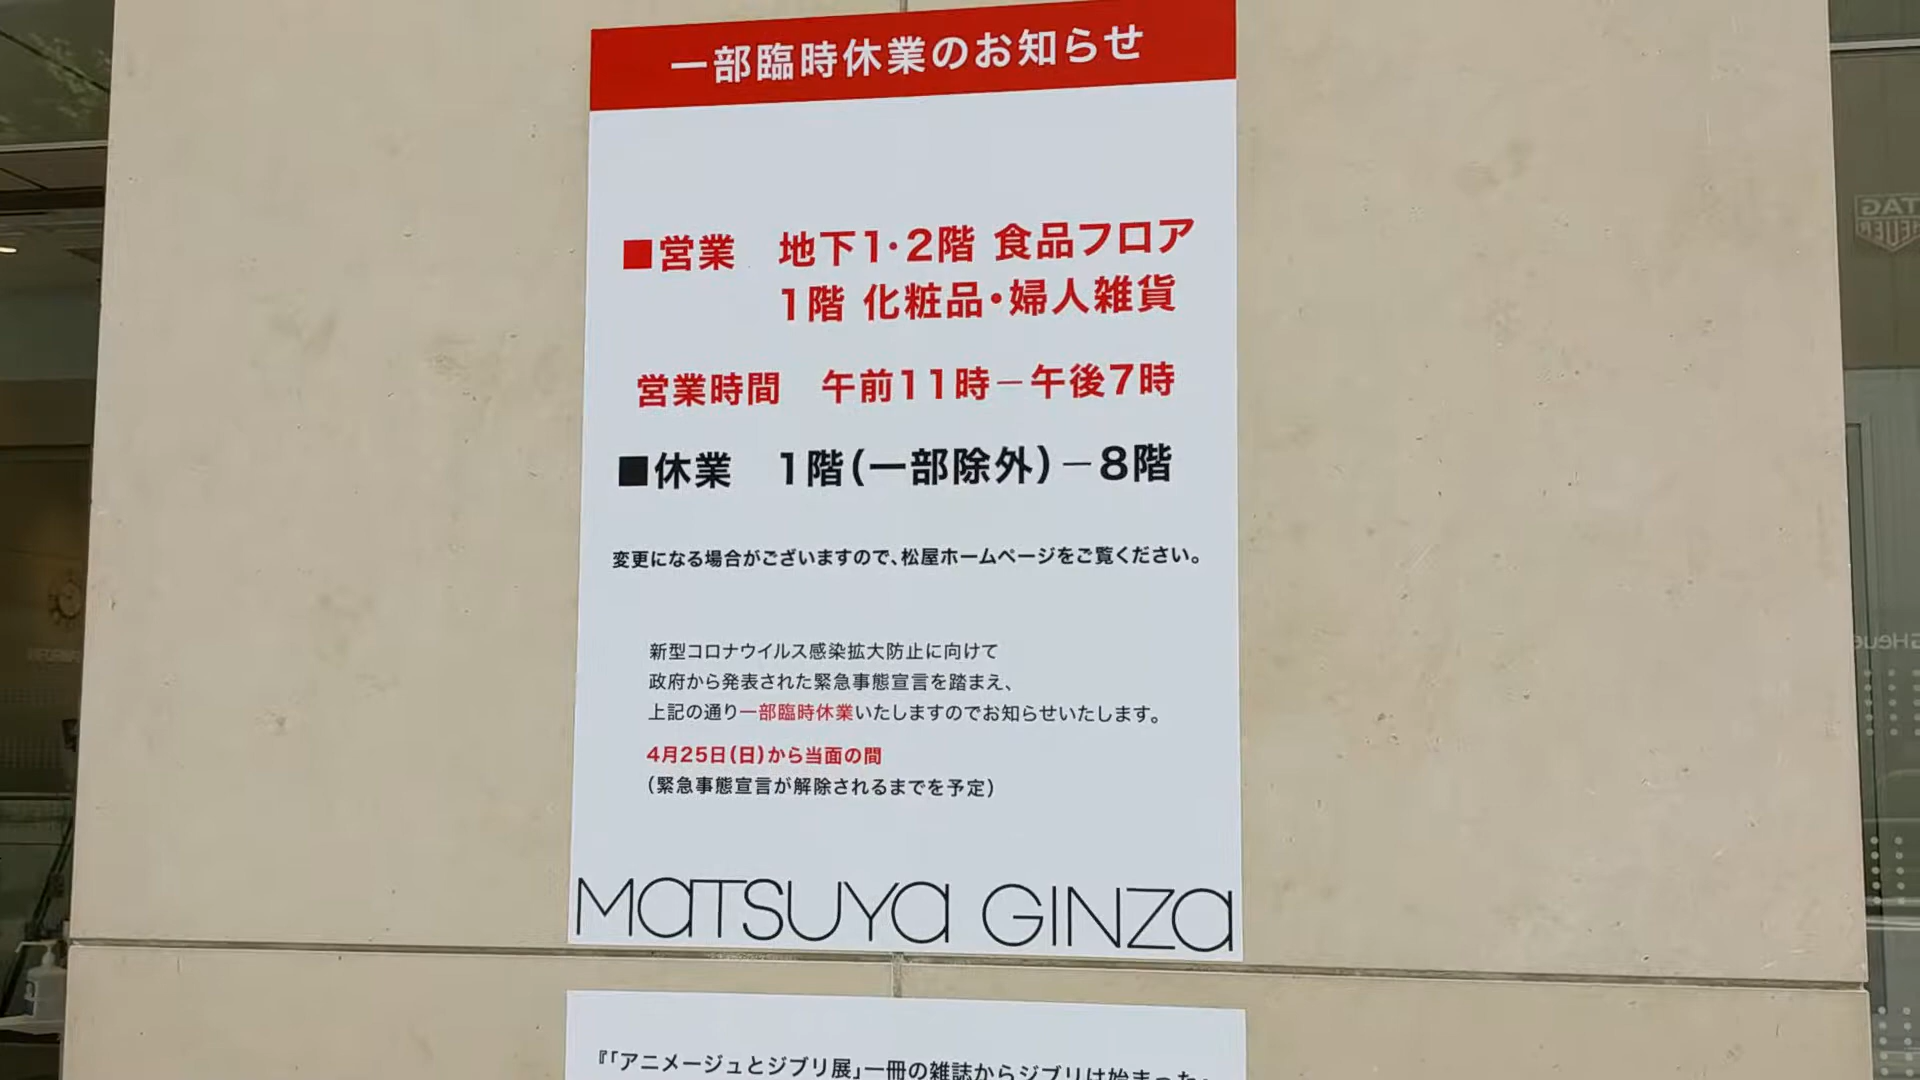 一部臨時休業のお知らせ
■営業　地下1・2階 食品フロア
1階 化粧品・婦人雑貨
営業時間　午前11時－午後7時
■休業　1階(一部除外)－8階
変更になる場合がございますので、松屋ホームページをご覧ください。
新型コロナウイルス感染拡大防止に向けて
政府から発表された緊急事態宣言を踏まえ、
上記の通り一部臨時休業いたしますのでお知らせいたします。
4月25日(日)から当面の間
(緊急事態宣言が解除されるまでを予定)
MATSUYA GINZA
『「アニメージュとジブリ展」一冊の雑誌からジブリは始まった
TAG
HEUER